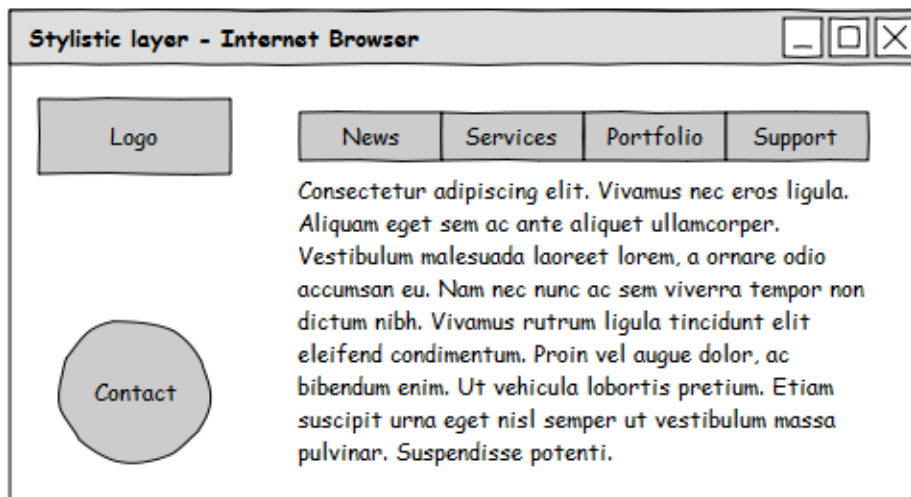 Stylistic layer - Internet Browser
Logo
News Services Portfolio Support
Consectetur adipiscing elit. Vivamus nec eros ligula.
Aliquam eget sem ac ante aliquet ullamcorper.
Vestibulum malesuada laoreet lorem, a ornare odio
accumsan eu. Nam nec nunc ac sem viverra tempor non
dictum nibh. Vivamus rutrum ligula tincidunt elit
eleifend condimentum. Proin vel augue dolor, ac
bibendum enim. Ut vehicula lobortis pretium. Etiam
suscipit urna eget nisl semper ut vestibulum massa
pulvinar. Suspendisse potenti.
Contact